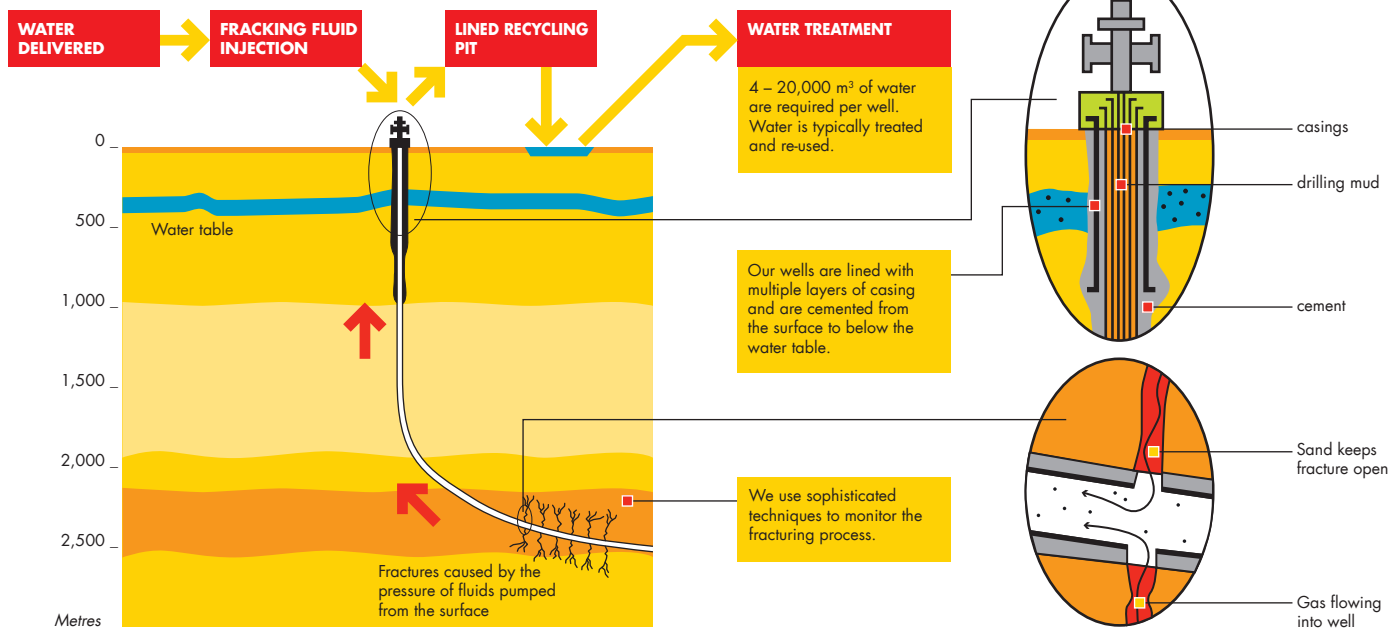 WATER
DELIVERED
FRACKING FLUID
INJECTION
LINED RECYCLING
PIT
WATER TREATMENT
4 – 20,000 m³ of water
are required per well.
Water is typically treated
and re-used.
0
500
1,000
1,500
2,000
2,500
Metres
Water table
Our wells are lined with
multiple layers of casing
and are cemented from
the surface to below the
water table.
We use sophisticated
techniques to monitor the
fracturing process.
Fractures caused by the
pressure of fluids pumped
from the surface
casings
drilling mud
cement
Sand keeps
fracture open
Gas flowing
into well